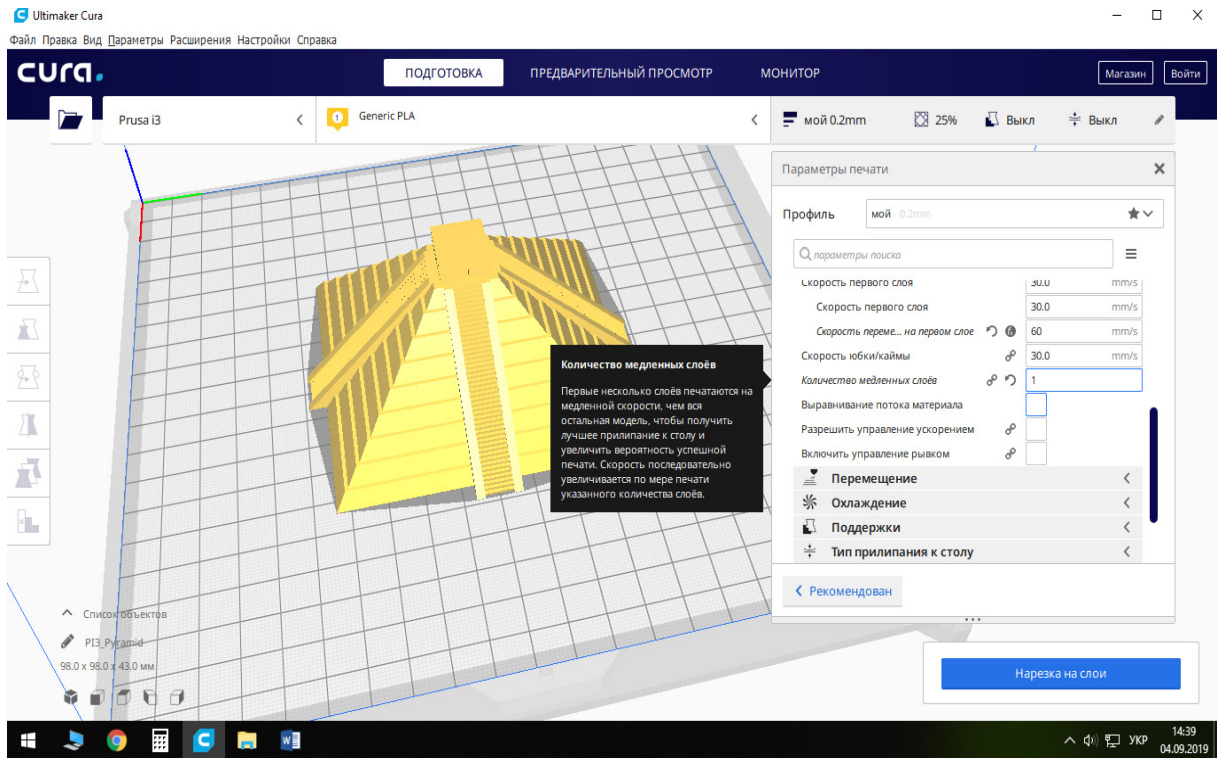 Ultimaker Cura
Файл Правка Вид Параметры Расширения Настройки Справка
cura.
ПОДГОТОВКА
ПРЕДВАРИТЕЛЬНЫЙ ПРОСМОТР
МОНИТОР
Магазин
Войти
Prusa i3
1
Generic PLA
мой 0.2mm
25%
Выкл
Выкл
Параметры печати
Профиль
мой - 0.2mm
параметры поиска
Скорость первого слоя 30.0 mm/s
Скорость первого слоя 30.0 mm/s
Скорость переме... на первом слое 60 mm/s
Скорость юбки/каймы 30.0 mm/s
Количество медленных слоёв 1
Выравнивание потока материала
Разрешить управление ускорением
Включить управление рывком
Перемещение
Охлаждение
Поддержки
Тип прилипания к столу
Рекомендован
Количество медленных слоёв
Первые несколько слоёв печатаются на
медленной скорости, чем вся
остальная модель, чтобы получить
лучшее прилипание к столу и
увеличить вероятность успешной
печати. Скорость последовательно
увеличивается по мере печати
указанного количества слоёв.
Список объектов
PI3_Pyramid
98.0 x 98.0 x 43.0 мм
Нарезка на слои
УКР
14:39
04.09.2019